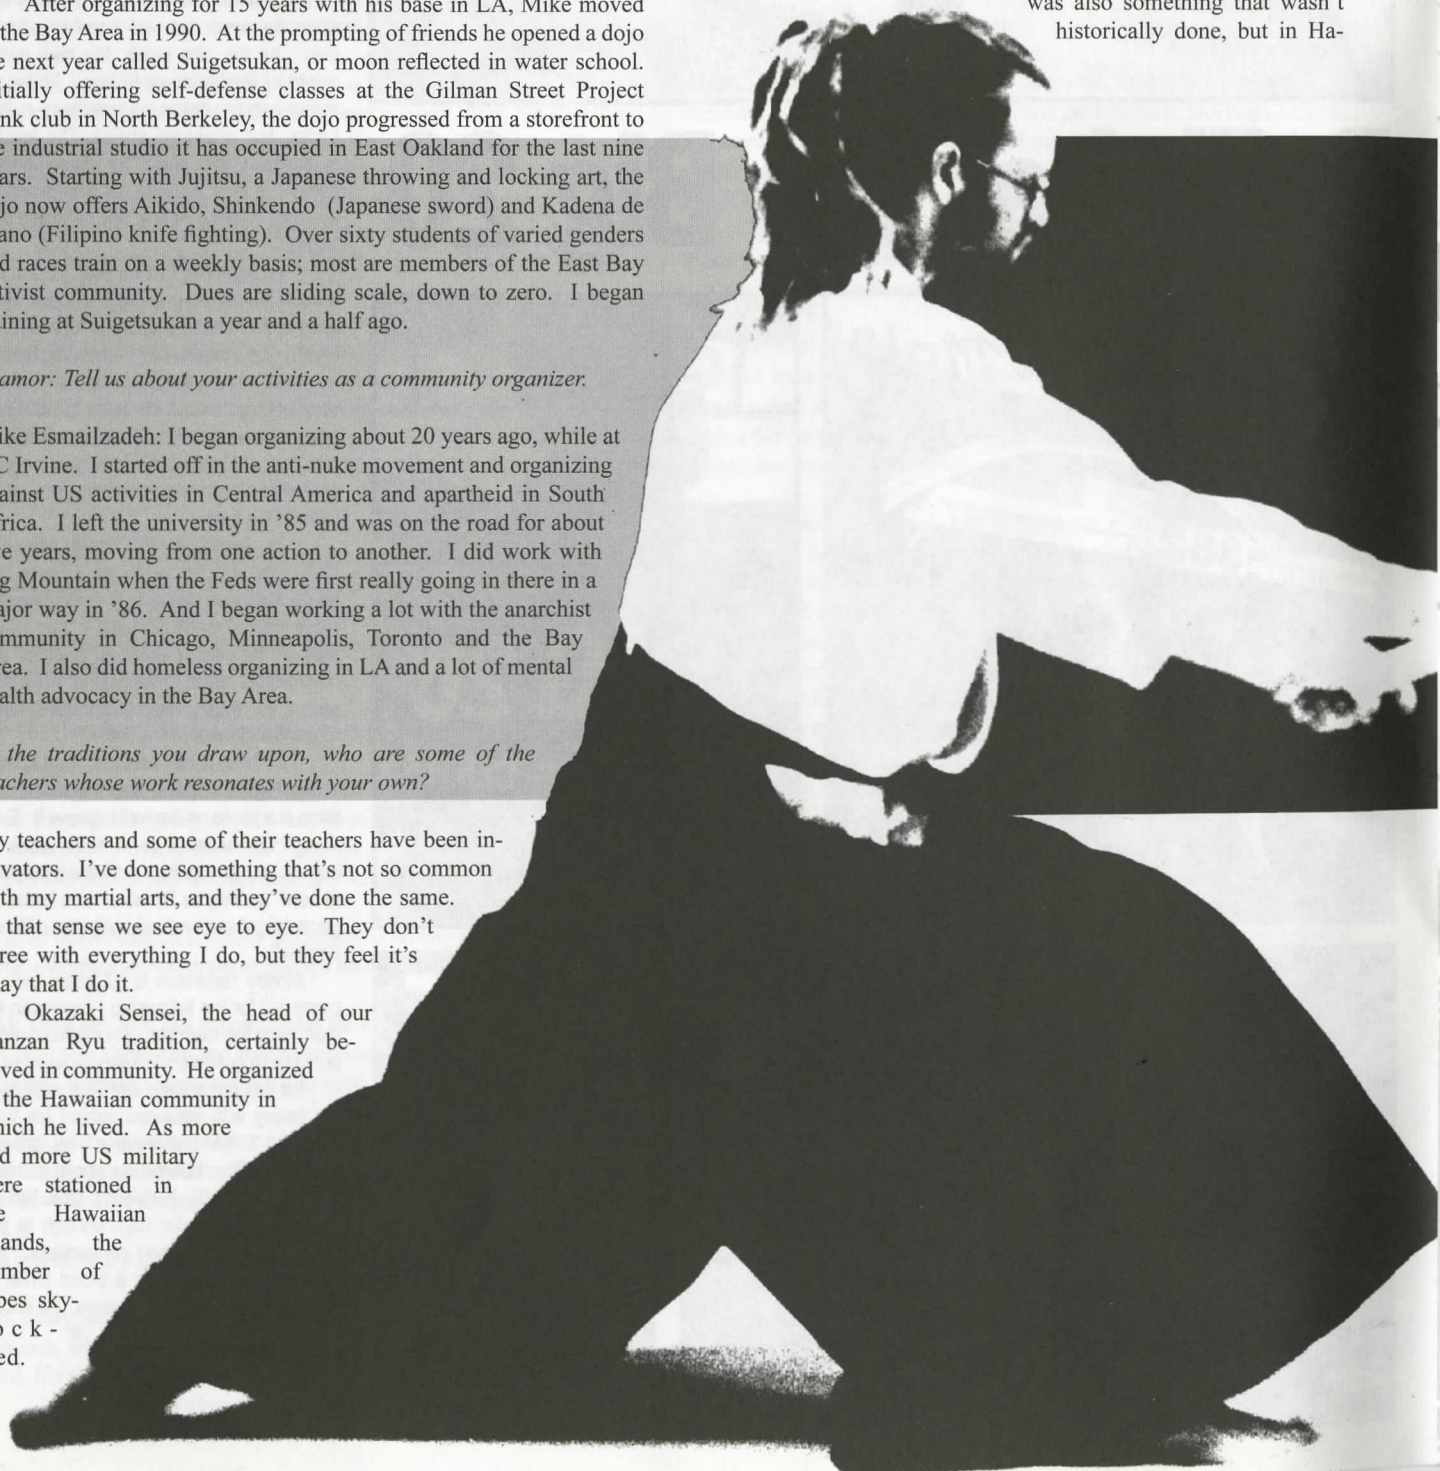 After organizing for 15 years with his base in LA, Mike moved
the Bay Area in 1990. At the prompting of friends he opened a dojo
e next year called Suigetsukan, or moon reflected in water school.
itially offering self-defense classes at the Gilman Street Project
nk club in North Berkeley, the dojo progressed from a storefront to
e industrial studio it has occupied in East Oakland for the last nine
ars. Starting with Jujitsu, a Japanese throwing and locking art, the
jo now offers Aikido, Shinkendo (Japanese sword) and Kadena de
ano (Filipino knife fighting). Over sixty students of varied genders
d races train on a weekly basis; most are members of the East Bay
tivist community. Dues are sliding scale, down to zero. I began
ining at Suigetsukan a year and a half ago.
amor: Tell us about your activities as a community organizer.
ike Esmailzadeh: I began organizing about 20 years ago, while at
C Irvine. I started off in the anti-nuke movement and organizing
ainst US activities in Central America and apartheid in South
frica. I left the university in ’85 and was on the road for about
e years, moving from one action to another. I did work with
g Mountain when the Feds were first really going in there in a
ajor way in ’86. And I began working a lot with the anarchist
mmunity in Chicago, Minneapolis, Toronto and the Bay
rea. I also did homeless organizing in LA and a lot of mental
alth advocacy in the Bay Area.
the traditions you draw upon, who are some of the
achers whose work resonates with your own?
y teachers and some of their teachers have been in-
vators. I’ve done something that’s not so common
th my martial arts, and they’ve done the same.
that sense we see eye to eye. They don’t
ree with everything I do, but they feel it’s
ay that I do it.
Okazaki Sensei, the head of our
anzan Ryu tradition, certainly be-
ved in community. He organized
the Hawaiian community in
hich he lived. As more
d more US military
ere stationed in
e Hawaiian
ands, the
mber of
pes sky-
ock-
ed.
was also something that wasn’t
historically done, but in Ha-